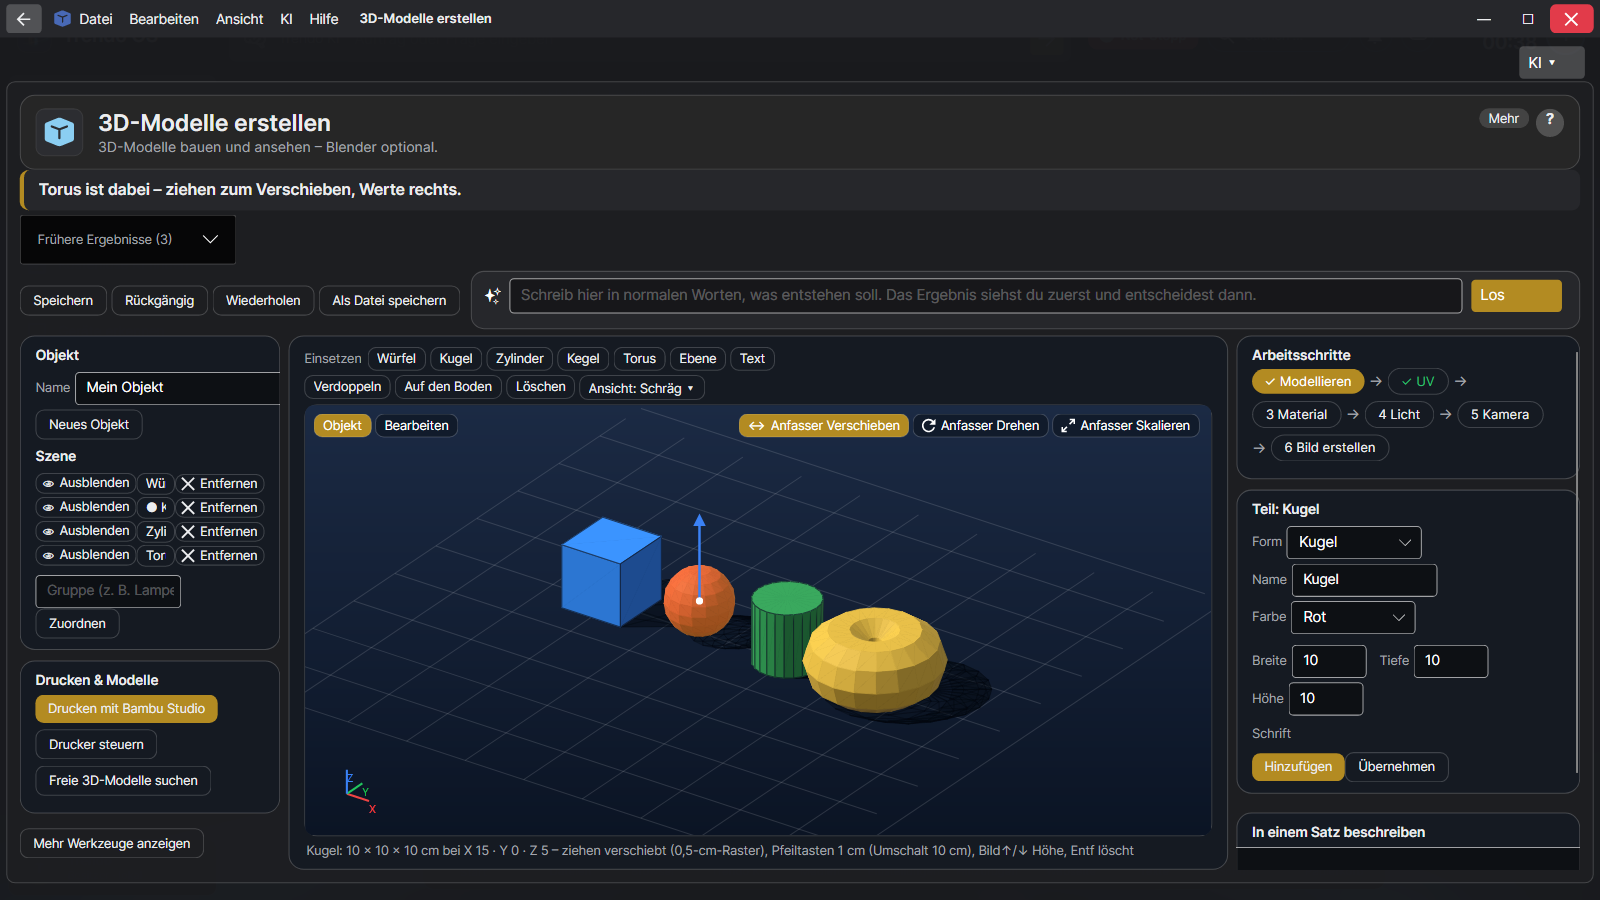 Datei Bearbeiten Ansicht KI Hilfe 3D-Modelle erstellen
KI
3D-Modelle erstellen
3D-Modelle bauen und ansehen – Blender optional.
Mehr ?
Torus ist dabei – ziehen zum Verschieben, Werte rechts.
Frühere Ergebnisse (3)
Speichern Rückgängig Wiederholen Als Datei speichern
Schreib hier in normalen Worten, was entstehen soll. Das Ergebnis siehst du zuerst und entscheidest dann.
Los
Objekt
Name Mein Objekt
Neues Objekt
Szene
Ausblenden Wü Entfernen
Ausblenden Entfernen
Ausblenden Zyli Entfernen
Ausblenden Tor Entfernen
Gruppe (z. B. Lampe
Zuordnen
Drucken & Modelle
Drucken mit Bambu Studio
Drucker steuern
Freie 3D-Modelle suchen
Mehr Werkzeuge anzeigen
Einsetzen Würfel Kugel Zylinder Kegel Torus Ebene Text
Verdoppeln Auf den Boden Löschen Ansicht: Schräg
Objekt Bearbeiten
Anfasser Verschieben Anfasser Drehen Anfasser Skalieren
Z
Y
X
Kugel: 10 × 10 × 10 cm bei X 15 · Y 0 · Z 5 – ziehen verschiebt (0,5-cm-Raster), Pfeiltasten 1 cm (Umschalt 10 cm), Bild↑/↓ Höhe, Entf löscht
Arbeitsschritte
✓ Modellieren → ✓ UV →
3 Material → 4 Licht → 5 Kamera
→ 6 Bild erstellen
Teil: Kugel
Form Kugel
Name Kugel
Farbe Rot
Breite 10 Tiefe 10
Höhe 10
Schrift
Hinzufügen Übernehmen
In einem Satz beschreiben